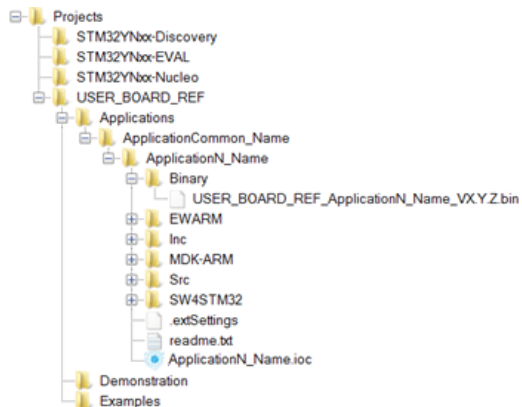 Projects
STM32YNxx-Discovery
STM32YNxx-EVAL
STM32YNxx-Nucleo
USER_BOARD_REF
Applications
ApplicationCommon_Name
ApplicationN_Name
Binary
USER_BOARD_REF_ApplicationN_Name_VX.Y.Z.bin
EWARM
Inc
MDK-ARM
Src
SW4STM32
.extSettings
readme.txt
ApplicationN_Name.ioc
Demonstration
Examples